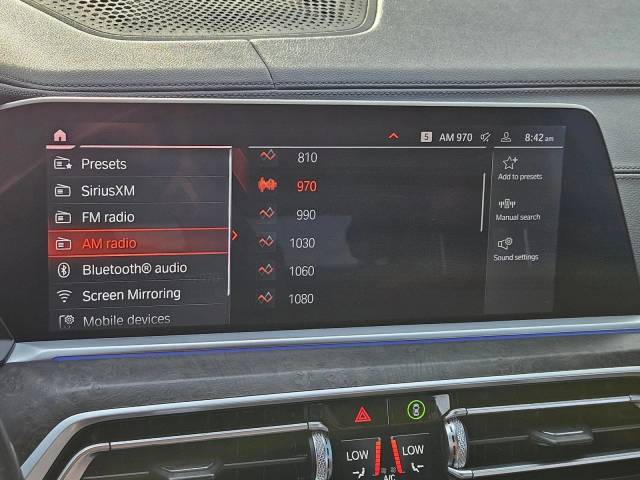 5 AM 970 8:42 am
Presets
SiriusXM
FM radio
AM radio
Bluetooth® audio
Screen Mirroring
Mobile devices
810
970
990
1030
1060
1080
Add to presets
Manual search
Sound settings
LOW LOW
A/C